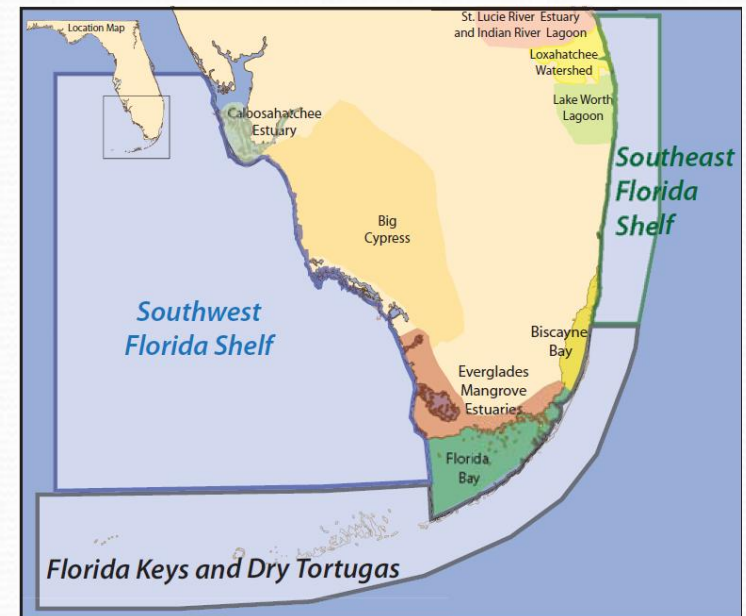 Location Map
St. Lucie River Estuary
and Indian River Lagoon
Loxahatchee
Watershed
Lake Worth
Lagoon
Caloosahatchee
Estuary
Southeast
Florida
Shelf
Big
Cypress
Southwest
Florida Shelf
Biscayne
Bay
Everglades
Mangrove
Estuaries
Florida
Bay
Florida Keys and Dry Tortugas